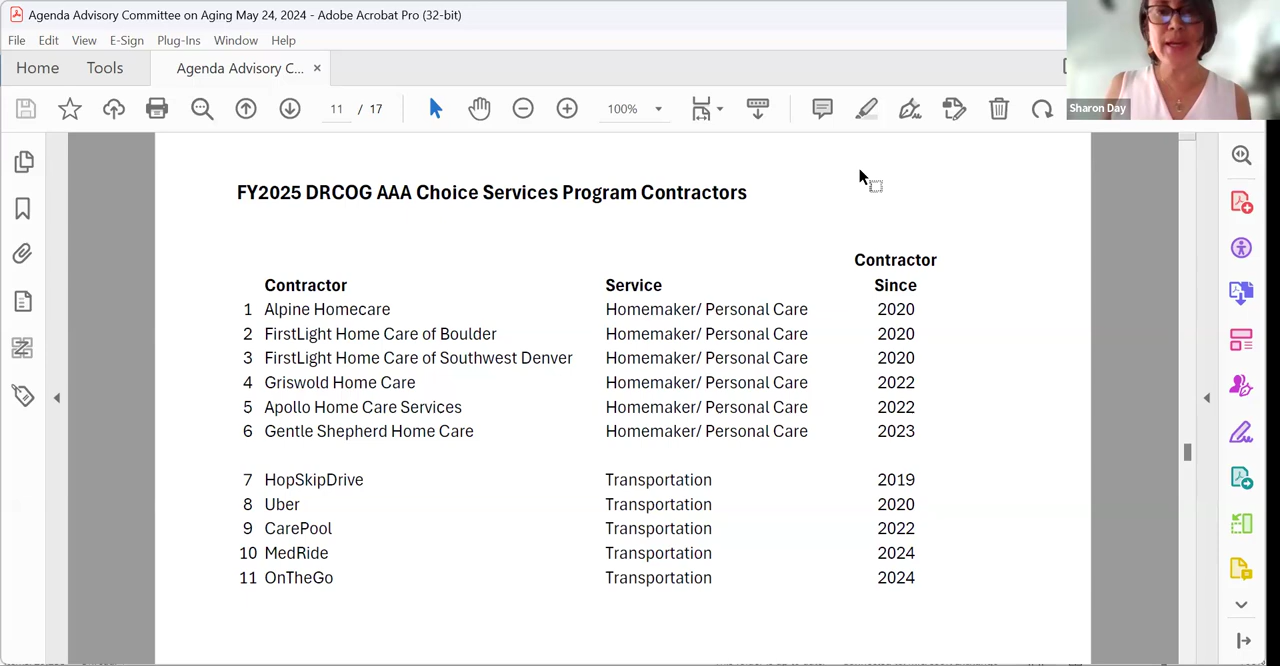 Agenda Advisory Committee on Aging May 24, 2024 - Adobe Acrobat Pro (32-bit)
File Edit View E-Sign Plug-Ins Window Help
Home Tools Agenda Advisory C... ×
11 / 17 100%
Sharon Day
FY2025 DRCOG AAA Choice Services Program Contractors
Contractor
Contractor Service Since
1 Alpine Homecare Homemaker/ Personal Care 2020
2 FirstLight Home Care of Boulder Homemaker/ Personal Care 2020
3 FirstLight Home Care of Southwest Denver Homemaker/ Personal Care 2020
4 Griswold Home Care Homemaker/ Personal Care 2022
5 Apollo Home Care Services Homemaker/ Personal Care 2022
6 Gentle Shepherd Home Care Homemaker/ Personal Care 2023
7 HopSkipDrive Transportation 2019
8 Uber Transportation 2020
9 CarePool Transportation 2022
10 MedRide Transportation 2024
11 OnTheGo Transportation 2024